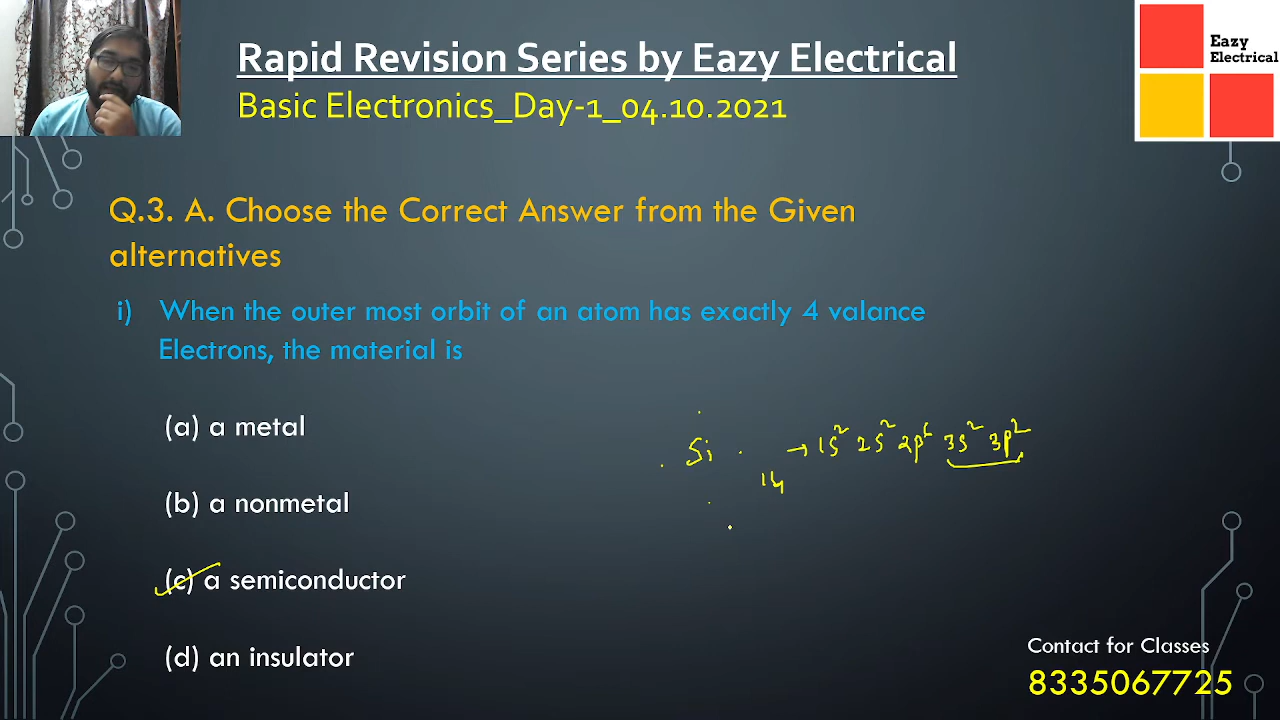 Rapid Revision Series by Eazy Electrical
Basic Electronics_Day-1_04.10.2021
Eazy
Electrical
Q.3. A. Choose the Correct Answer from the Given
alternatives
i) When the outer most orbit of an atom has exactly 4 valance
Electrons, the material is
(a) a metal
Si 14 → 1s² 2s² 2p⁶ 3s² 3p²
(b) a nonmetal
(c) a semiconductor
(d) an insulator
Contact for Classes
8335067725